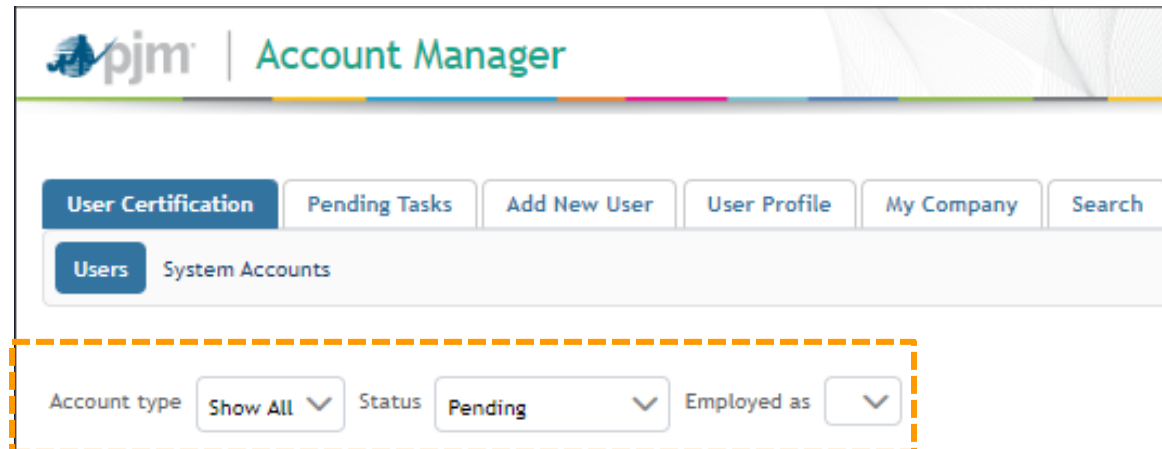 pjm Account Manager
User Certification Pending Tasks Add New User User Profile My Company Search
Users System Accounts
Account type Show All Status Pending Employed as